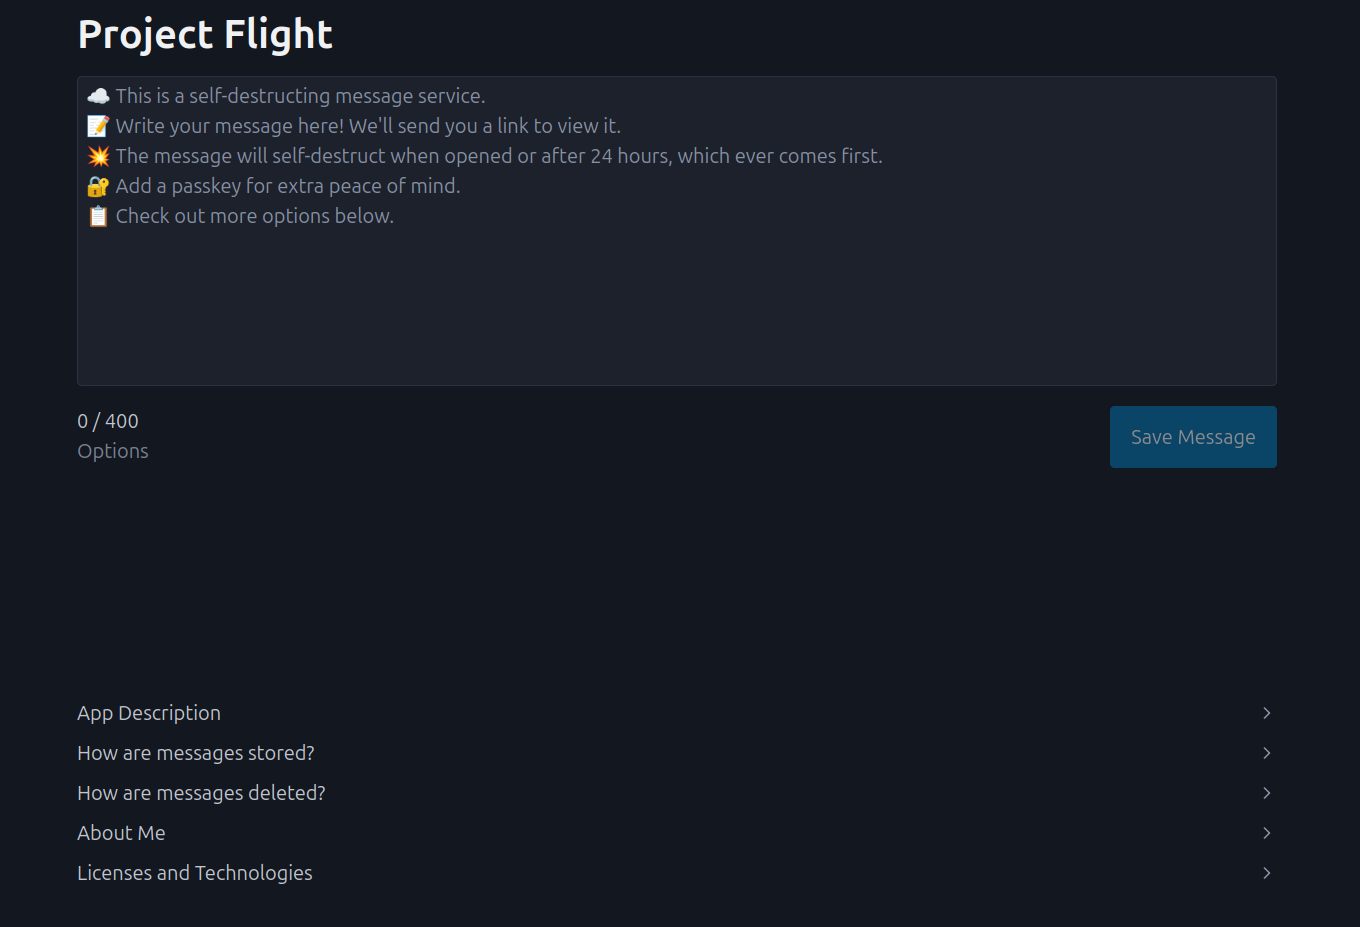 Project Flight
☁️ This is a self-destructing message service.
📝 Write your message here! We'll send you a link to view it.
💥 The message will self-destruct when opened or after 24 hours, which ever comes first.
🔐 Add a passkey for extra peace of mind.
📋 Check out more options below.
0 / 400
Options
Save Message
App Description
How are messages stored?
How are messages deleted?
About Me
Licenses and Technologies